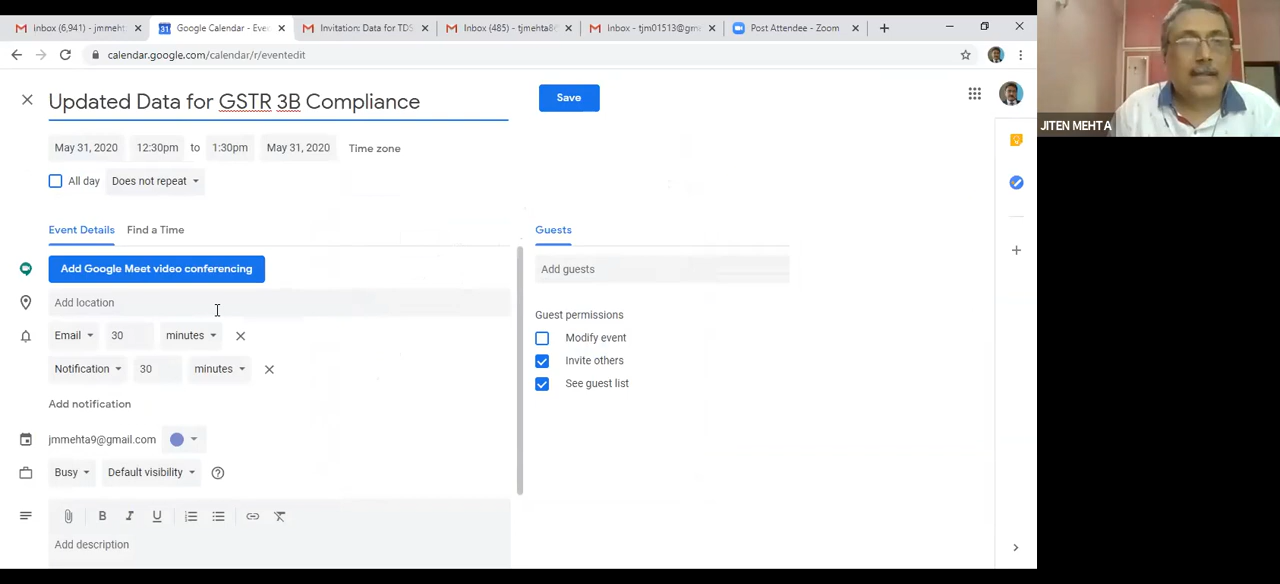 Inbox (6,941) - jmmehta
Google Calendar - Eve
Invitation: Data for TDS
Inbox (485) - tjmehta8
Inbox - tjm01513@gm
Post Attendee - Zoom
calendar.google.com/calendar/r/eventedit
Updated Data for GSTR 3B Compliance
Save
May 31, 2020 12:30pm to 1:30pm May 31, 2020 Time zone
All day Does not repeat
Event Details Find a Time
Guests
Add Google Meet video conferencing
Add guests
Add location
Guest permissions
Email 30 minutes
Modify event
Invite others
Notification 30 minutes
See guest list
Add notification
jmmehta9@gmail.com
Busy Default visibility
B I U
Add description
JITEN MEHTA